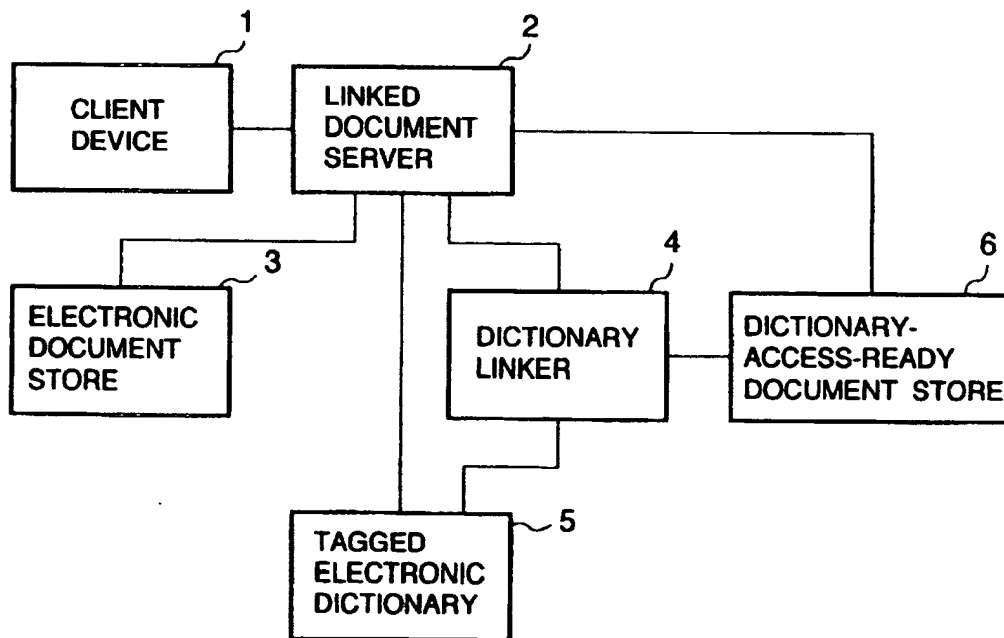 1
CLIENT
DEVICE
2
LINKED
DOCUMENT
SERVER
3
ELECTRONIC
DOCUMENT
STORE
4
DICTIONARY
LINKER
6
DICTIONARY-
ACCESS-READY
DOCUMENT STORE
5
TAGGED
ELECTRONIC
DICTIONARY